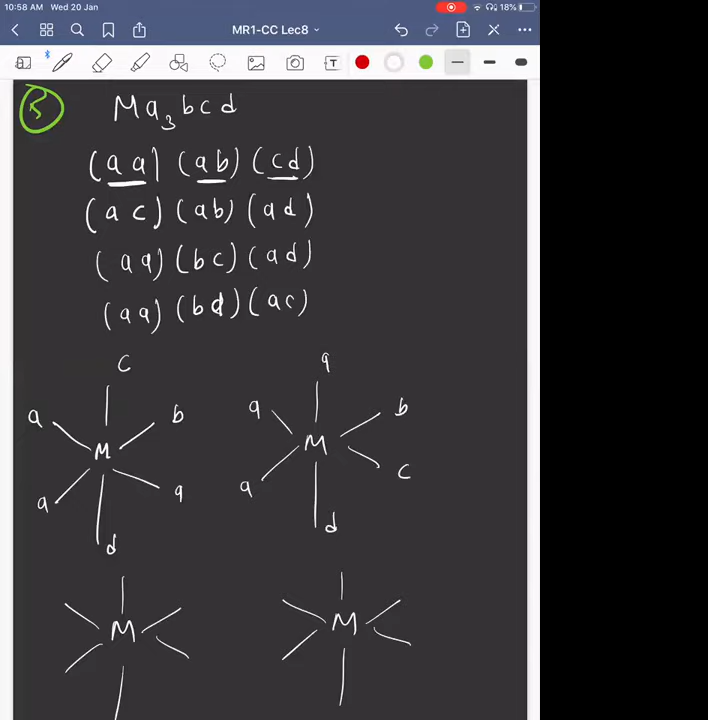 10:58 AM Wed 20 Jan 18%
MR1-CC Lec8
T
5 Ma3bcd
(aa) (ab) (cd)
(ac) (ab) (ad)
(aa) (bc) (ad)
(aa) (bd) (ac)
c a
a b a b
M M
a a a c
d d
M M